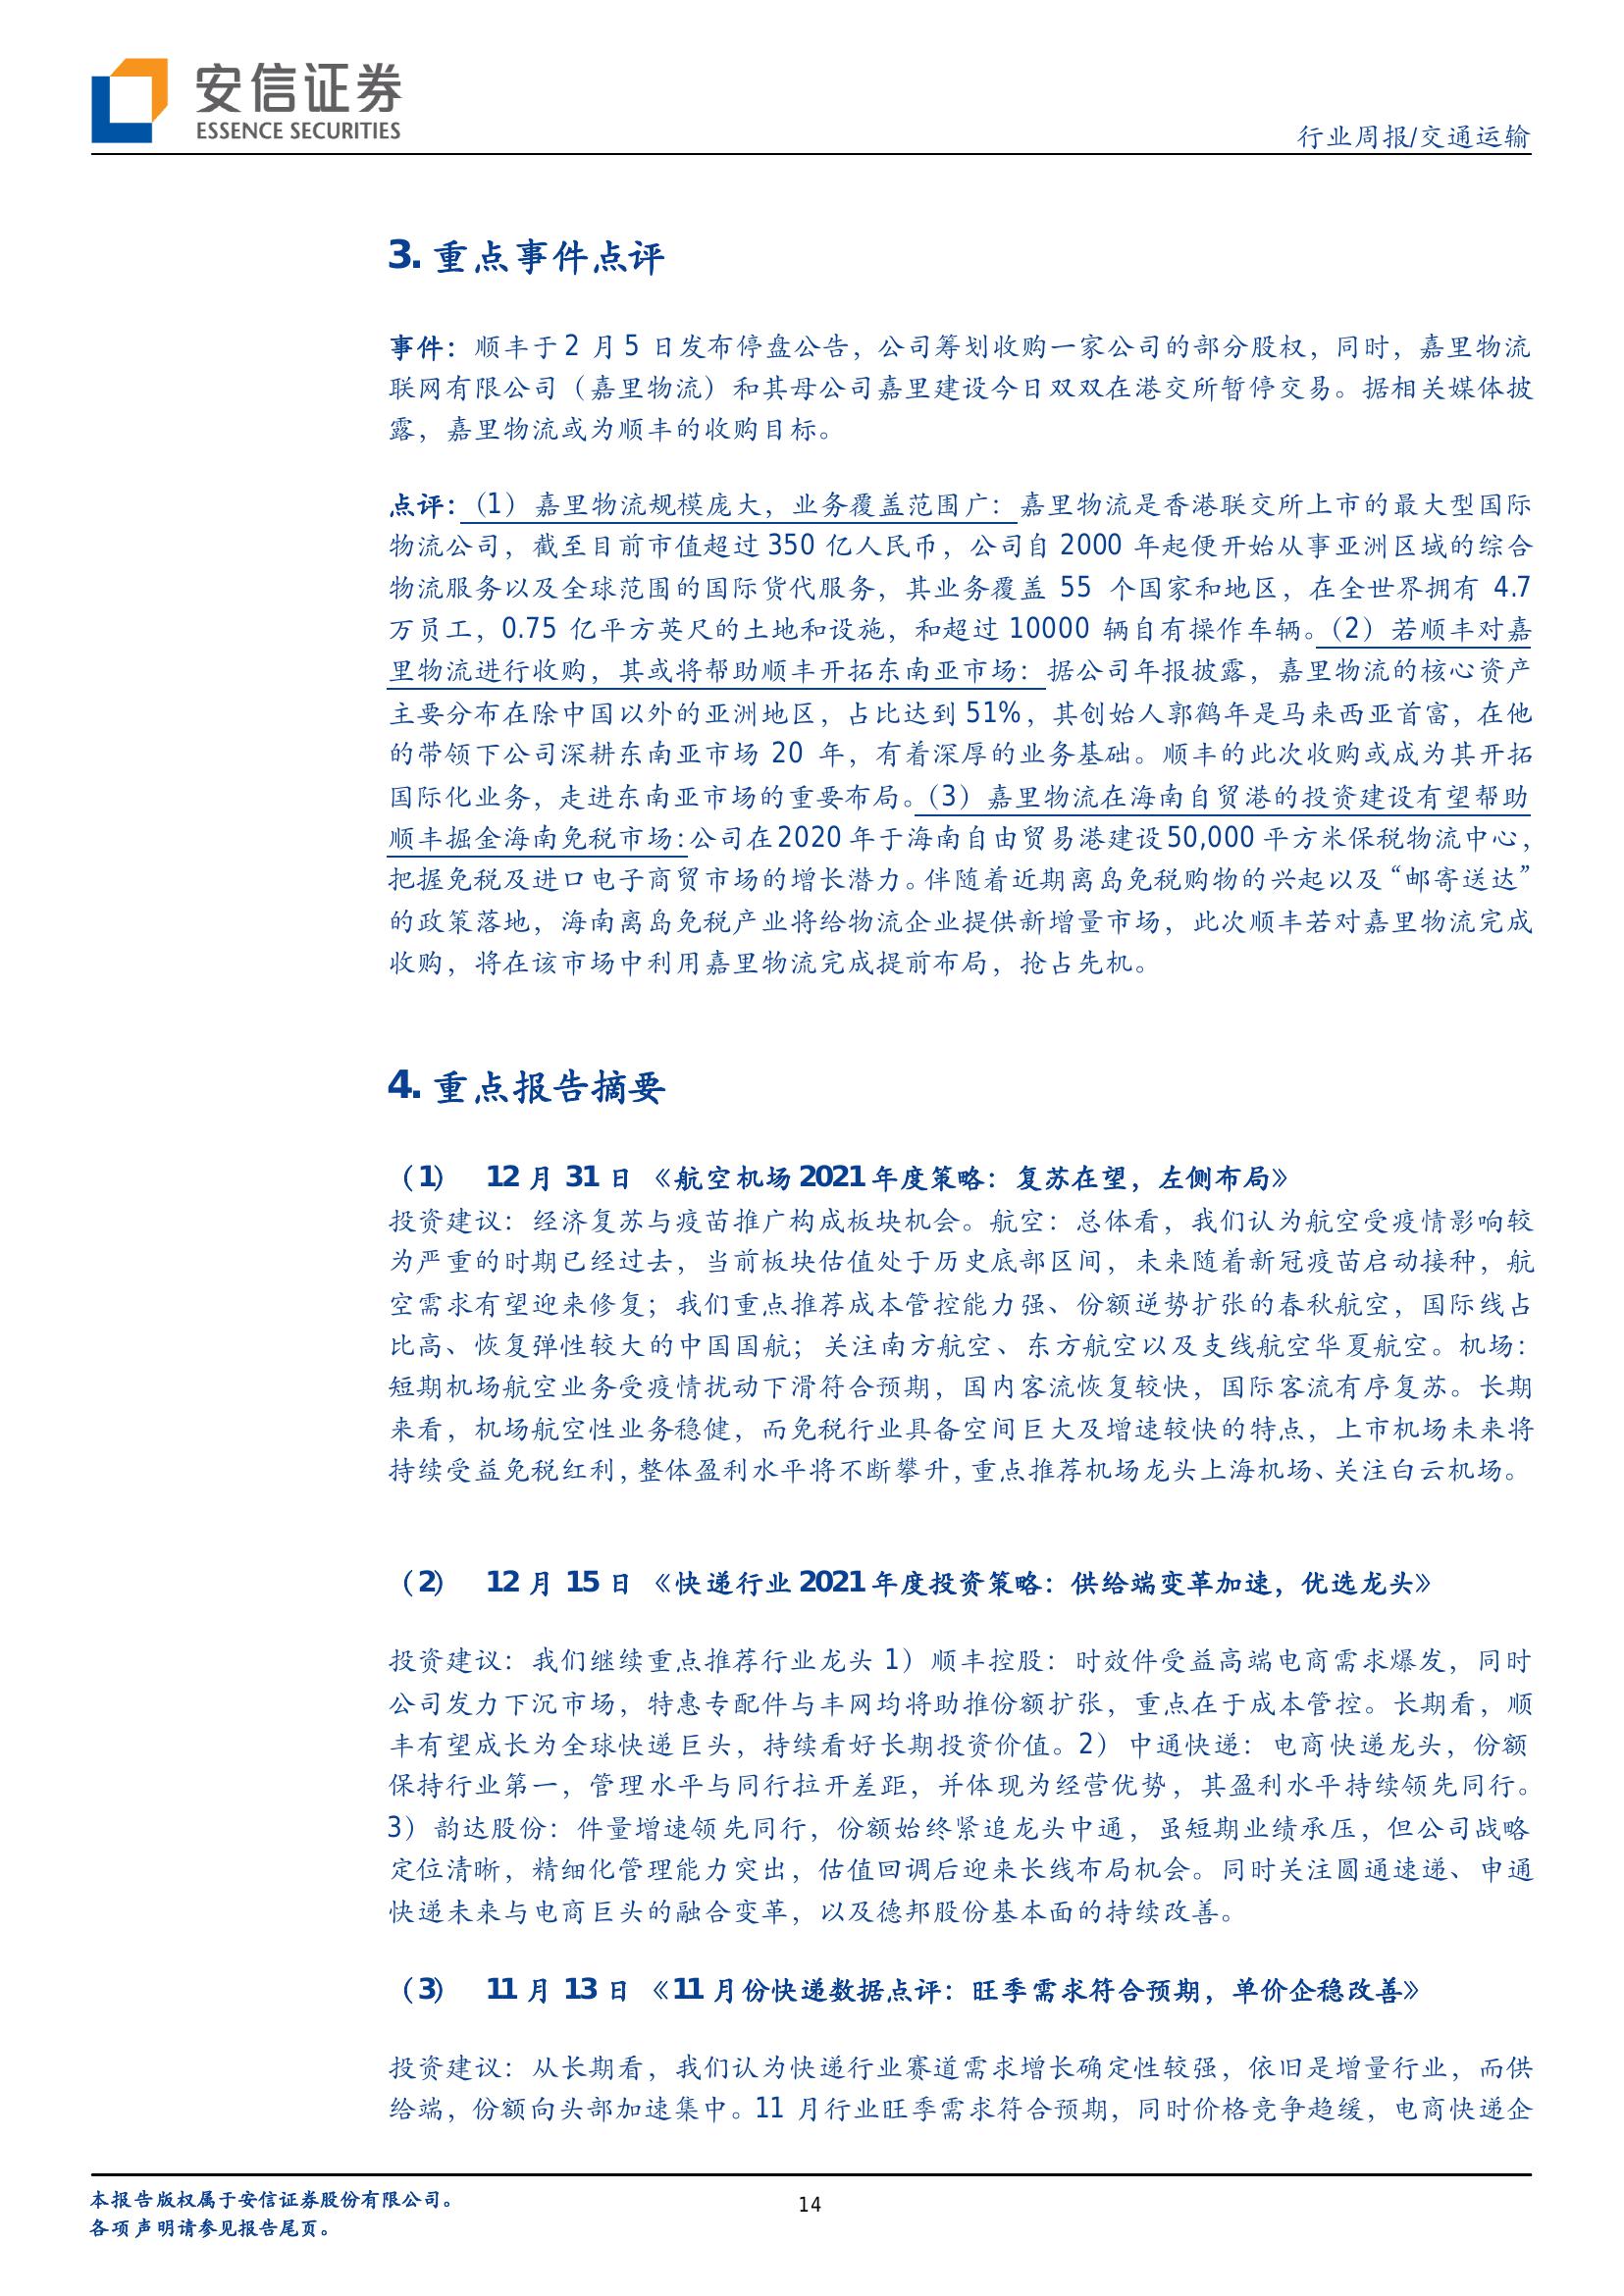 安信证券
ESSENCE SECURITIES
行业周报/交通运输
3. 重点事件点评
事件：顺丰于 2 月 5 日发布停盘公告，公司筹划收购一家公司的部分股权，同时，嘉里物流
联网有限公司（嘉里物流）和其母公司嘉里建设今日双双在港交所暂停交易。据相关媒体披
露，嘉里物流或为顺丰的收购目标。
点评：（1）嘉里物流规模庞大，业务覆盖范围广：嘉里物流是香港联交所上市的最大型国际
物流公司，截至目前市值超过 350 亿人民币，公司自 2000 年起便开始从事亚洲区域的综合
物流服务以及全球范围的国际货代服务，其业务覆盖 55 个国家和地区，在全世界拥有 4.7
万员工，0.75 亿平方英尺的土地和设施，和超过 10000 辆自有操作车辆。（2）若顺丰对嘉
里物流进行收购，其或将帮助顺丰开拓东南亚市场：据公司年报披露，嘉里物流的核心资产
主要分布在除中国以外的亚洲地区，占比达到 51%，其创始人郭鹤年是马来西亚首富，在他
的带领下公司深耕东南亚市场 20 年，有着深厚的业务基础。顺丰的此次收购或成为其开拓
国际化业务，走进东南亚市场的重要布局。（3）嘉里物流在海南自贸港的投资建设有望帮助
顺丰掘金海南免税市场：公司在 2020 年于海南自由贸易港建设 50,000 平方米保税物流中心，
把握免税及进口电子商贸市场的增长潜力。伴随着近期离岛免税购物的兴起以及“邮寄送达”
的政策落地，海南离岛免税产业将给物流企业提供新增量市场，此次顺丰若对嘉里物流完成
收购，将在该市场中利用嘉里物流完成提前布局，抢占先机。
4. 重点报告摘要
（1） 12 月 31 日《航空机场 2021 年度策略：复苏在望，左侧布局》
投资建议：经济复苏与疫苗推广构成板块机会。航空：总体看，我们认为航空受疫情影响较
为严重的时期已经过去，当前板块估值处于历史底部区间，未来随着新冠疫苗启动接种，航
空需求有望迎来修复；我们重点推荐成本管控能力强、份额逆势扩张的春秋航空，国际线占
比高、恢复弹性较大的中国国航；关注南方航空、东方航空以及支线航空华夏航空。机场：
短期机场航空业务受疫情扰动下滑符合预期，国内客流恢复较快，国际客流有序复苏。长期
来看，机场航空性业务稳健，而免税行业具备空间巨大及增速较快的特点，上市机场未来将
持续受益免税红利，整体盈利水平将不断攀升，重点推荐机场龙头上海机场、关注白云机场。
（2） 12 月 15 日《快递行业 2021 年度投资策略：供给端变革加速，优选龙头》
投资建议：我们继续重点推荐行业龙头 1）顺丰控股：时效件受益高端电商需求爆发，同时
公司发力下沉市场，特惠专配件与丰网均将助推份额扩张，重点在于成本管控。长期看，顺
丰有望成长为全球快递巨头，持续看好长期投资价值。2）中通快递：电商快递龙头，份额
保持行业第一，管理水平与同行拉开差距，并体现为经营优势，其盈利水平持续领先同行。
3）韵达股份：件量增速领先同行，份额始终紧追龙头中通，虽短期业绩承压，但公司战略
定位清晰，精细化管理能力突出，估值回调后迎来长线布局机会。同时关注圆通速递、申通
快递未来与电商巨头的融合变革，以及德邦股份基本面的持续改善。
（3） 11 月 13 日《11 月份快递数据点评：旺季需求符合预期，单价企稳改善》
投资建议：从长期看，我们认为快递行业赛道需求增长确定性较强，依旧是增量行业，而供
给端，份额向头部加速集中。11 月行业旺季需求符合预期，同时价格竞争趋缓，电商快递企
本报告版权属于安信证券股份有限公司。
各项声明请参见报告尾页。
14